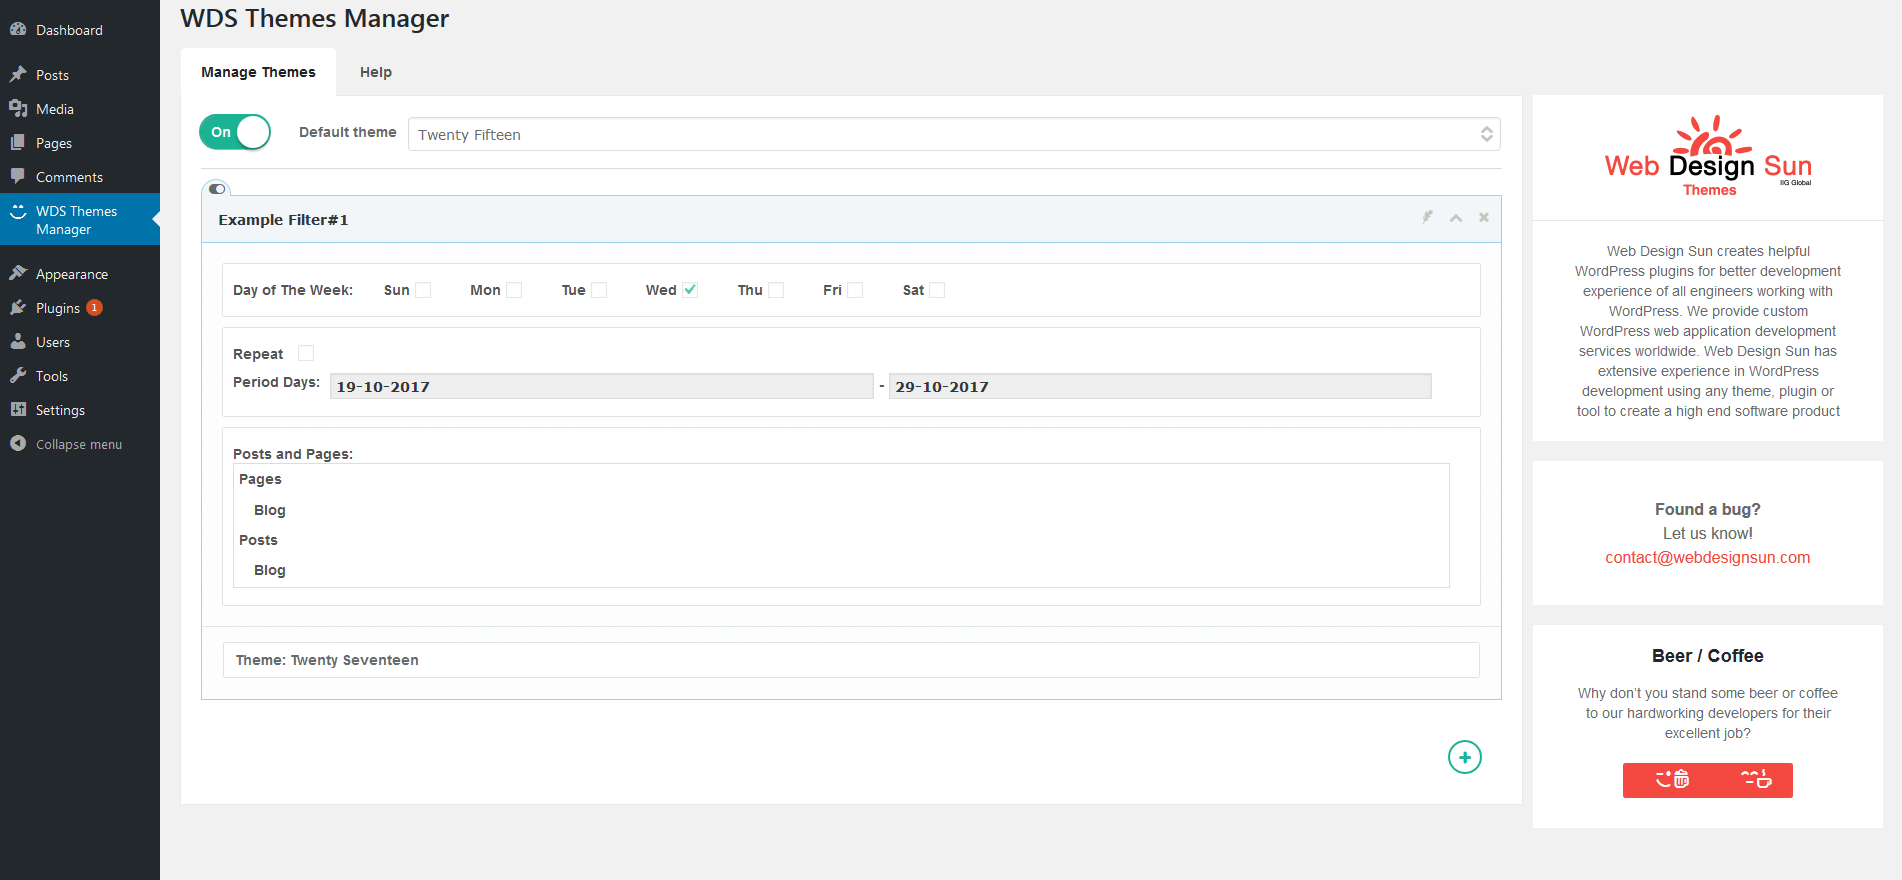 WDS Themes Manager
Dashboard
Posts
Media
Pages
Comments
WDS Themes
Manager
Appearance
Plugins 1
Users
Tools
Settings
Collapse menu
Manage Themes Help
On Default theme Twenty Fifteen
Example Filter#1
Day of The Week: Sun Mon Tue Wed Thu Fri Sat
Repeat
Period Days: 19-10-2017 - 29-10-2017
Posts and Pages:
Pages
Blog
Posts
Blog
Theme: Twenty Seventeen
Web Design Sun
IIG Global
Themes
Web Design Sun creates helpful
WordPress plugins for better development
experience of all engineers working with
WordPress. We provide custom
WordPress web application development
services worldwide. Web Design Sun has
extensive experience in WordPress
development using any theme, plugin or
tool to create a high end software product
Found a bug?
Let us know!
contact@webdesignsun.com
Beer / Coffee
Why don't you stand some beer or coffee
to our hardworking developers for their
excellent job?